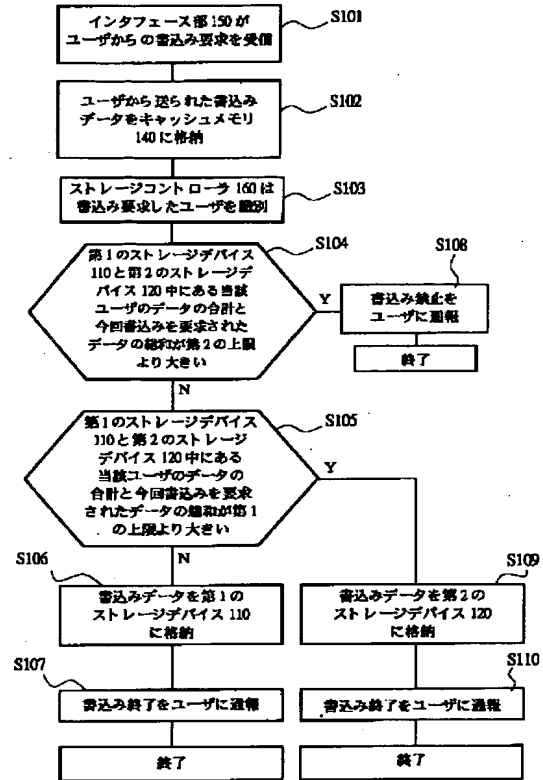 S101
インタフェース部150が
ユーザからの書込み要求を受信
S102
ユーザから送られた書込み
データをキャッシュメモリ
140に格納
S103
ストレージコントローラ160は
書込み要求したユーザを識別
S104
第1のストレージデバイス
110と第2のストレージデ
バイス120中にある当該
ユーザのデータの合計と
今回書込みを要求された
データの総和が第2の上限
より大きい
Y
S108
書込み禁止を
ユーザに通報
終了
N
S105
第1のストレージデバイス
110と第2のストレージ
デバイス120中にある
当該ユーザのデータの
合計と今回書込みを要求
されたデータの総和が第1
の上限より大きい
Y
N
S106
書込みデータを第1の
ストレージデバイス110
に格納
S107
書込み終了をユーザに通報
終了
S109
書込みデータを第2の
ストレージデバイス120
に格納
S110
書込み終了をユーザに通報
終了